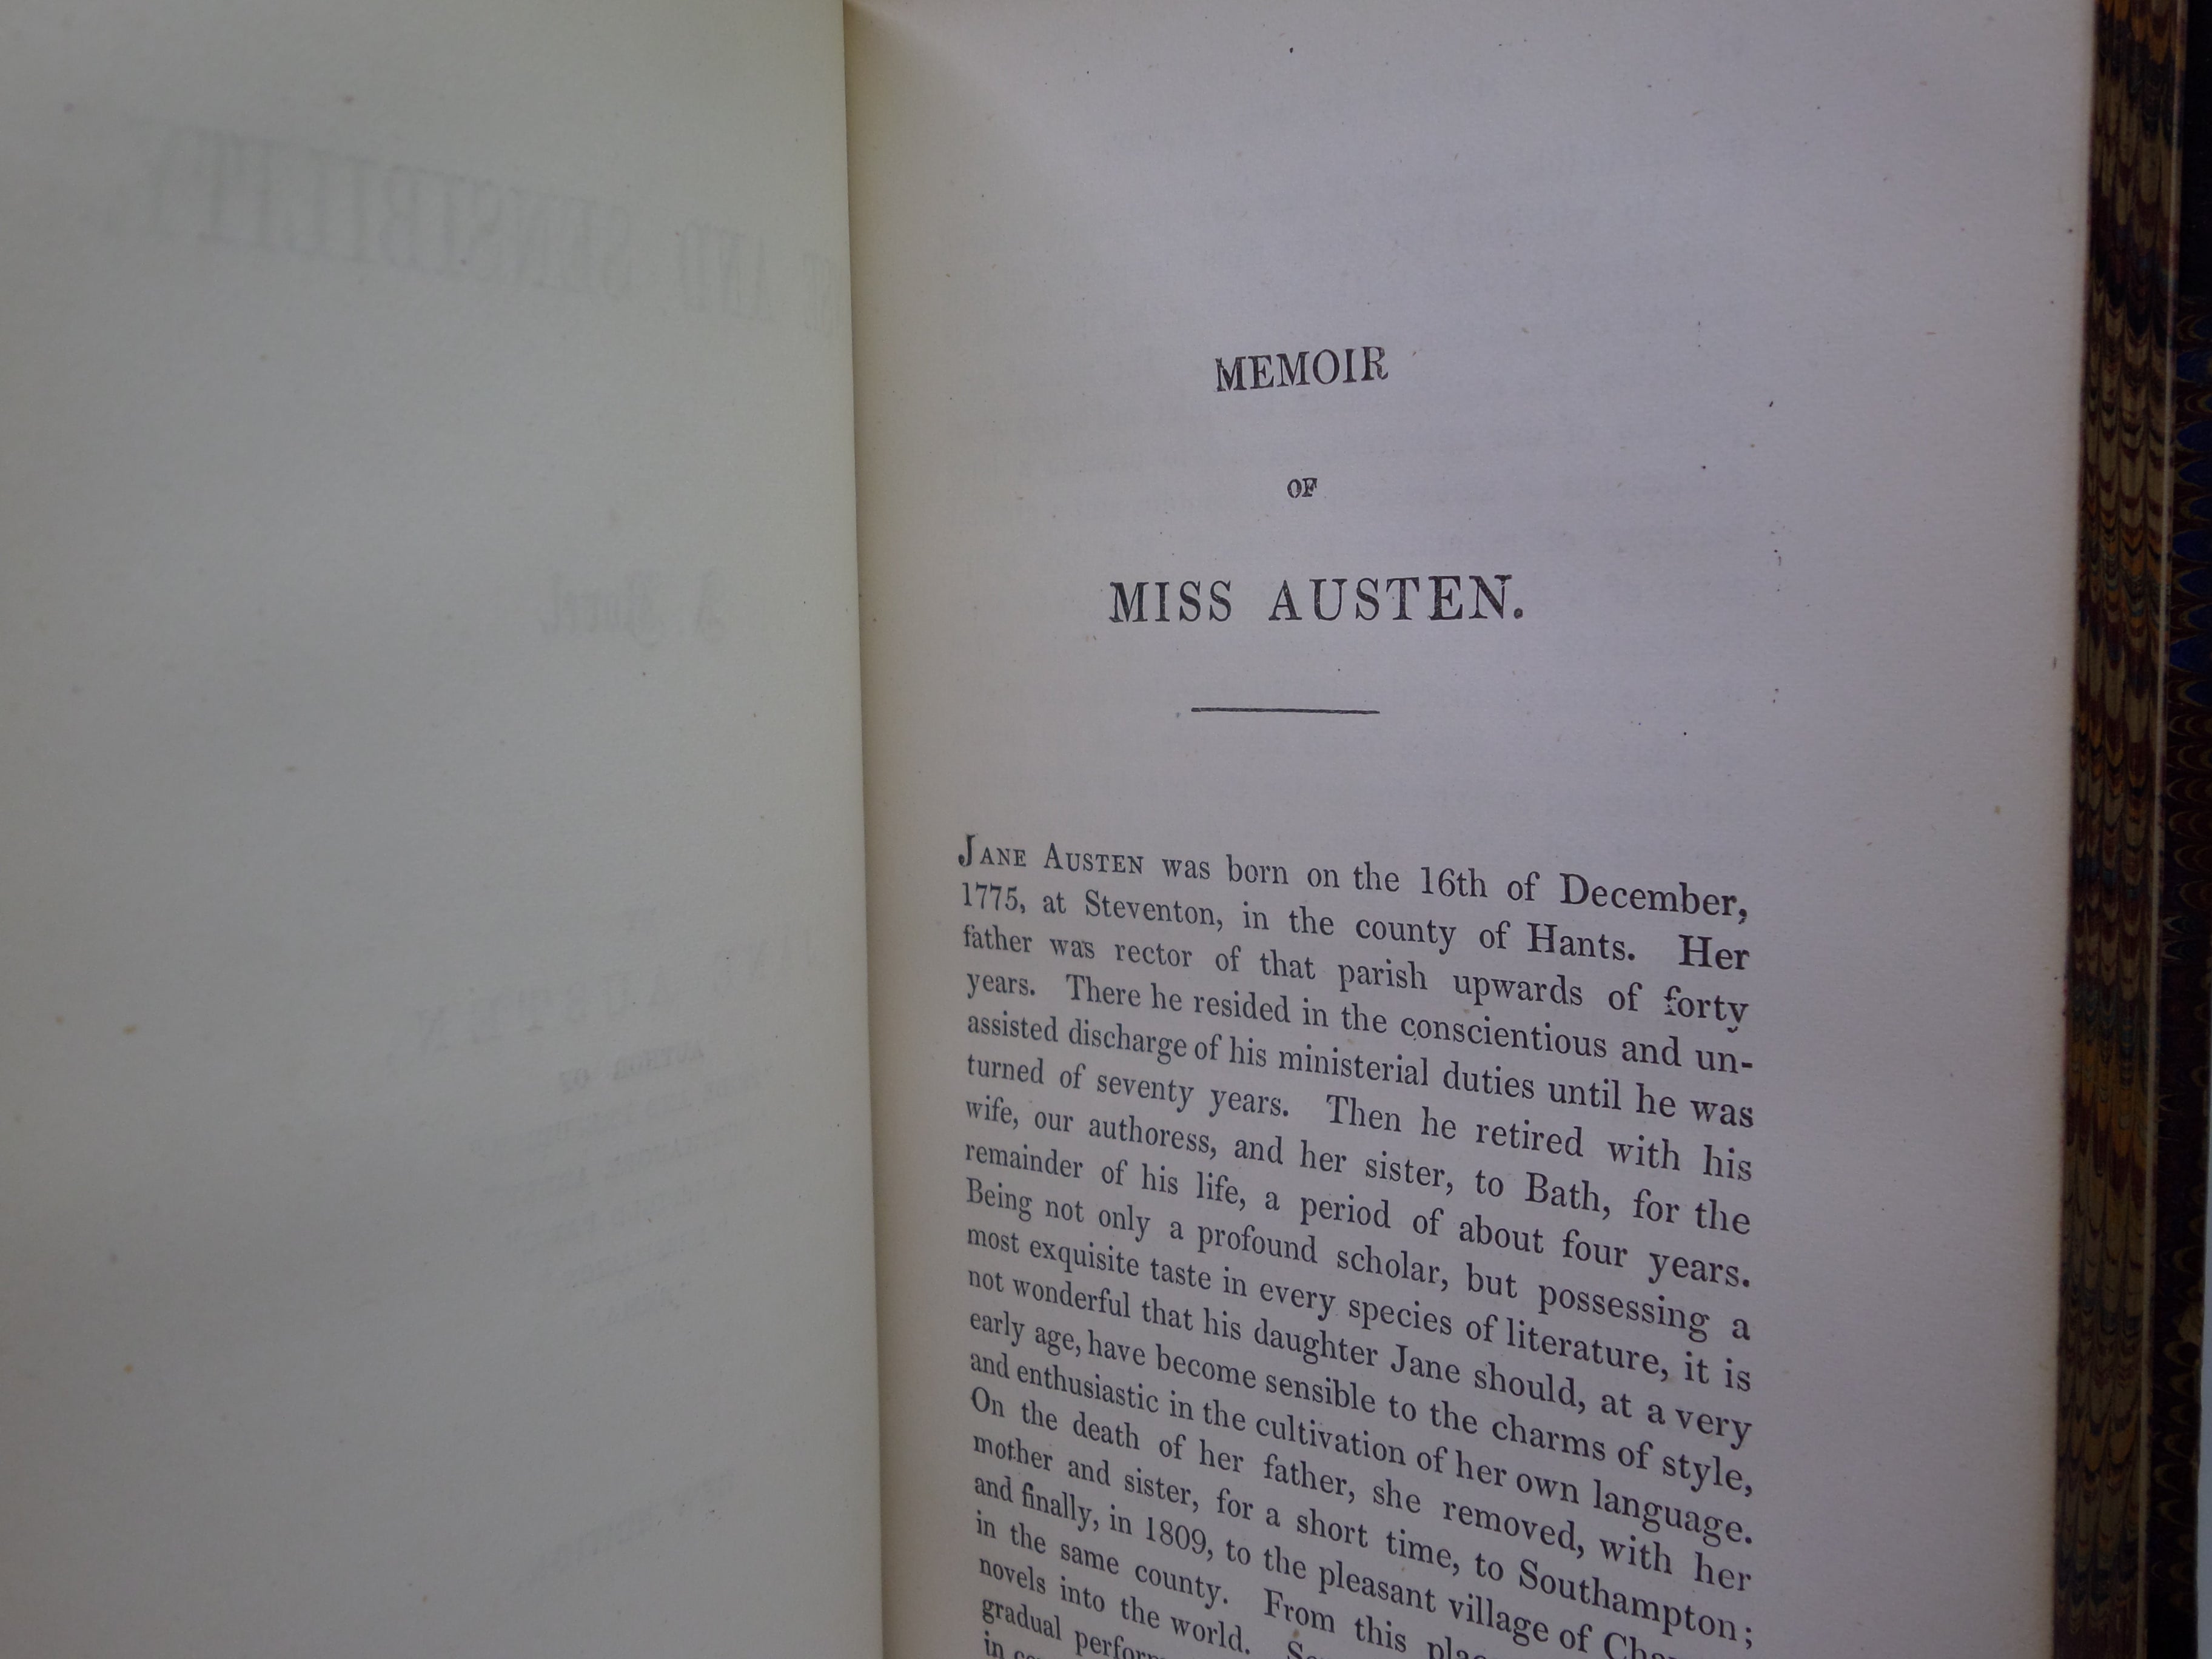 MEMOIR
OF
MISS AUSTEN.
JANE AUSTEN was born on the 16th of December,
1775, at Steventon, in the county of Hants. Her
father was rector of that parish upwards of forty
years. There he resided in the conscientious and un-
assisted discharge of his ministerial duties until he was
turned of seventy years. Then he retired with his
wife, our authoress, and her sister, to Bath, for the
remainder of his life, a period of about four years.
Being not only a profound scholar, but possessing a
most exquisite taste in every species of literature, it is
not wonderful that his daughter Jane should, at a very
early age, have become sensible to the charms of style,
and enthusiastic in the cultivation of her own language.
On the death of her father, she removed, with her
mother and sister, for a short time, to Southampton;
and finally, in 1809, to the pleasant village of
in the same county. From this
novels into the world.
gradual
in